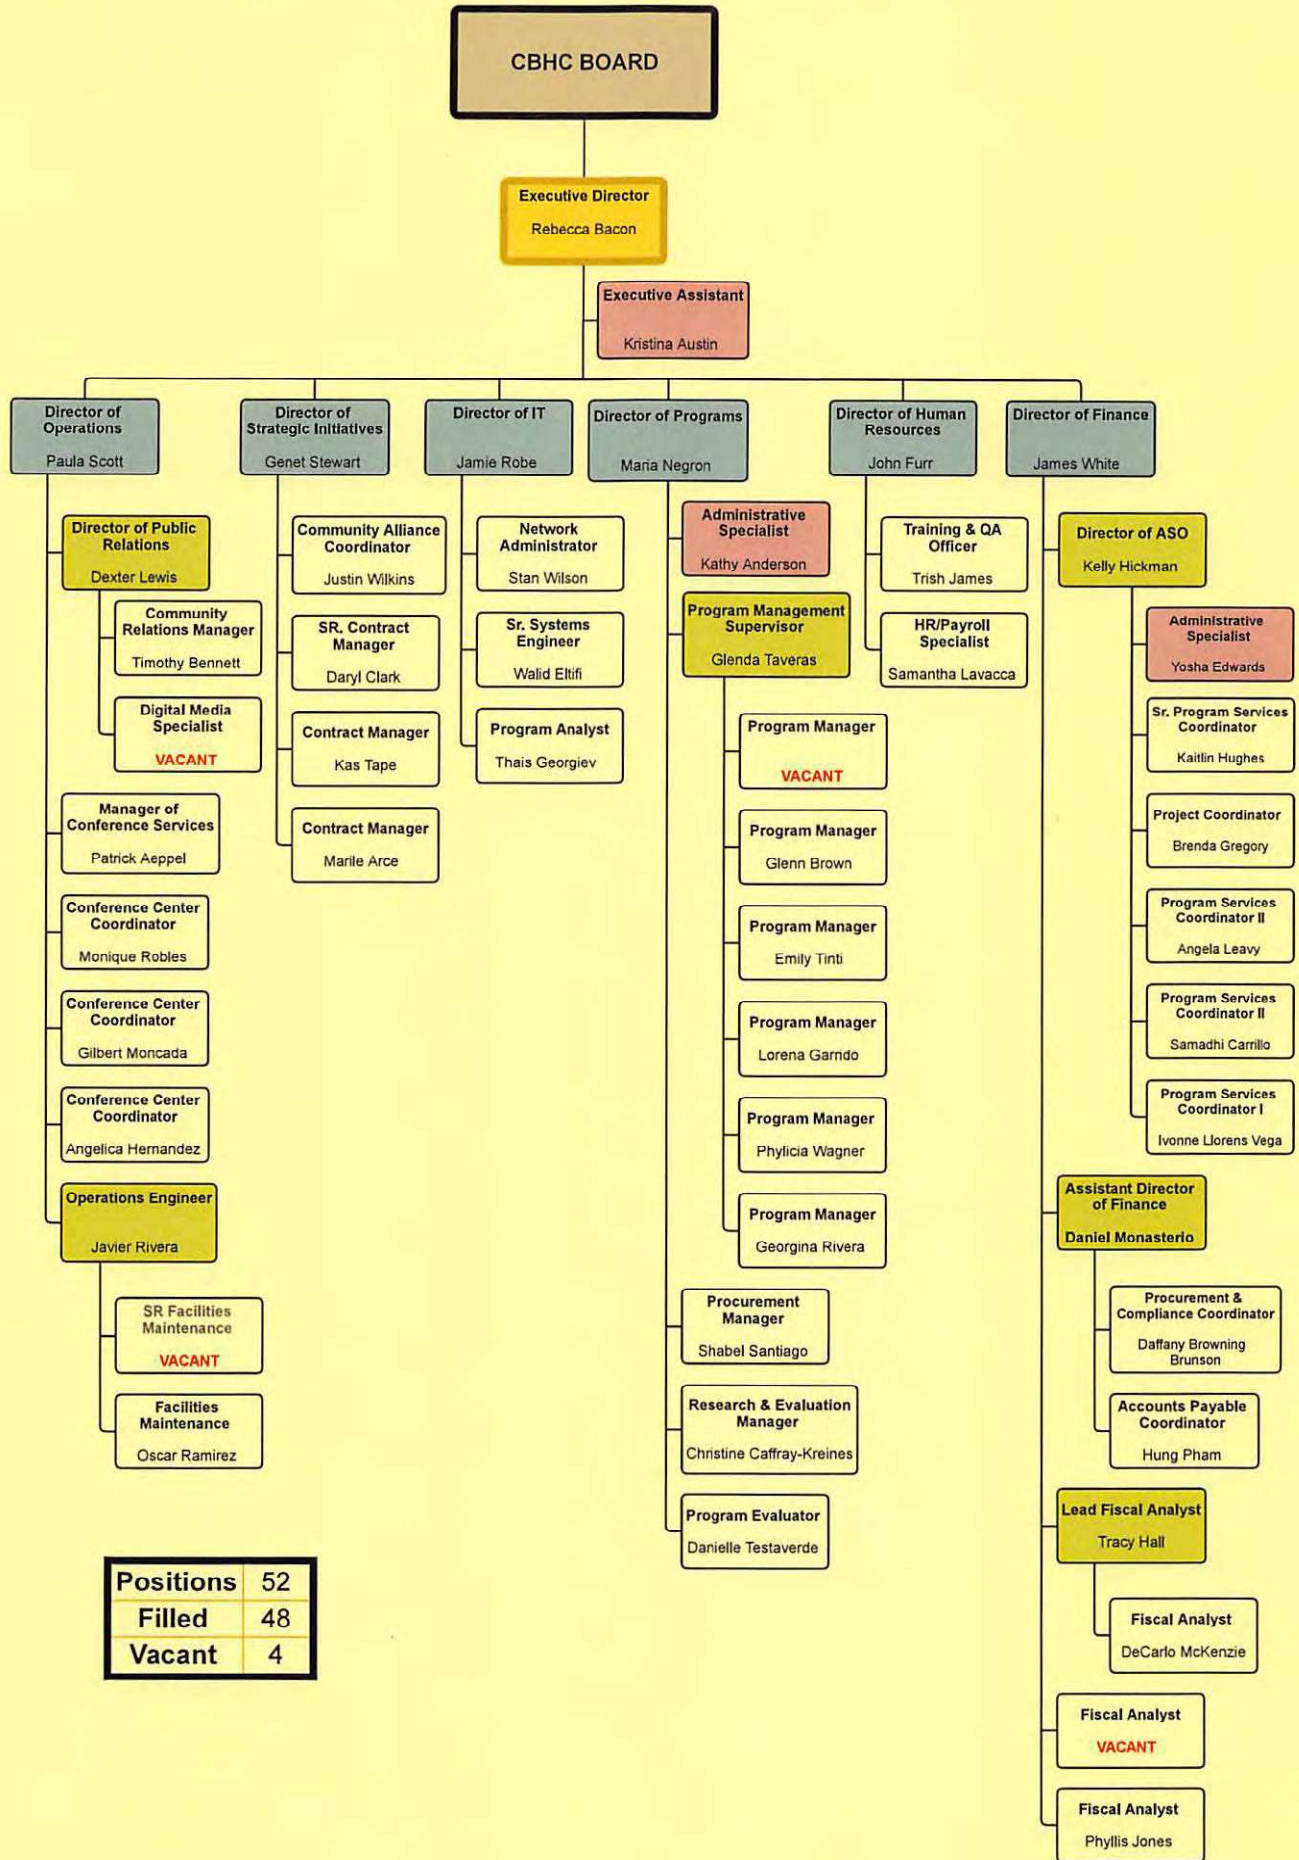 CBHC BOARD
Executive Director
Rebecca Bacon
Executive Assistant
Kristina Austin
Director of
Operations
Paula Scott
Director of Public
Relations
Dexter Lewis
Community
Relations Manager
Timothy Bennett
Digital Media
Specialist
VACANT
Manager of
Conference Services
Patrick Aeppel
Conference Center
Coordinator
Monique Robles
Conference Center
Coordinator
Gilbert Moncada
Conference Center
Coordinator
Angelica Hernandez
Operations Engineer
Javier Rivera
SR Facilities
Maintenance
VACANT
Facilities
Maintenance
Oscar Ramirez
Director of
Strategic Initiatives
Genet Stewart
Community Alliance
Coordinator
Justin Wilkins
SR. Contract
Manager
Daryl Clark
Contract Manager
Kas Tape
Contract Manager
Marile Arce
Director of IT
Jamie Robe
Network
Administrator
Stan Wilson
Sr. Systems
Engineer
Walid Eltifi
Program Analyst
Thais Georgiev
Director of Programs
Maria Negron
Administrative
Specialist
Kathy Anderson
Program Management
Supervisor
Glenda Taveras
Program Manager
VACANT
Program Manager
Glenn Brown
Program Manager
Emily Tinti
Program Manager
Lorena Garrido
Program Manager
Phylicia Wagner
Program Manager
Georgina Rivera
Procurement
Manager
Shabel Santiago
Research & Evaluation
Manager
Christine Caffray-Kreines
Program Evaluator
Danielle Testaverde
Director of Human
Resources
John Furr
Training & QA
Officer
Trish James
HR/Payroll
Specialist
Samantha Lavacca
Director of Finance
James White
Director of ASO
Kelly Hickman
Administrative
Specialist
Yosha Edwards
Sr. Program Services
Coordinator
Kaitlin Hughes
Project Coordinator
Brenda Gregory
Program Services
Coordinator II
Angela Leavy
Program Services
Coordinator II
Samadhi Carrillo
Program Services
Coordinator I
Ivonne Llorens Vega
Assistant Director
of Finance
Daniel Monasterio
Procurement &
Compliance Coordinator
Daffany Browning
Brunson
Accounts Payable
Coordinator
Hung Pham
Lead Fiscal Analyst
Tracy Hall
Fiscal Analyst
DeCarlo McKenzie
Fiscal Analyst
VACANT
Fiscal Analyst
Phyllis Jones
Positions 52
Filled 48
Vacant 4